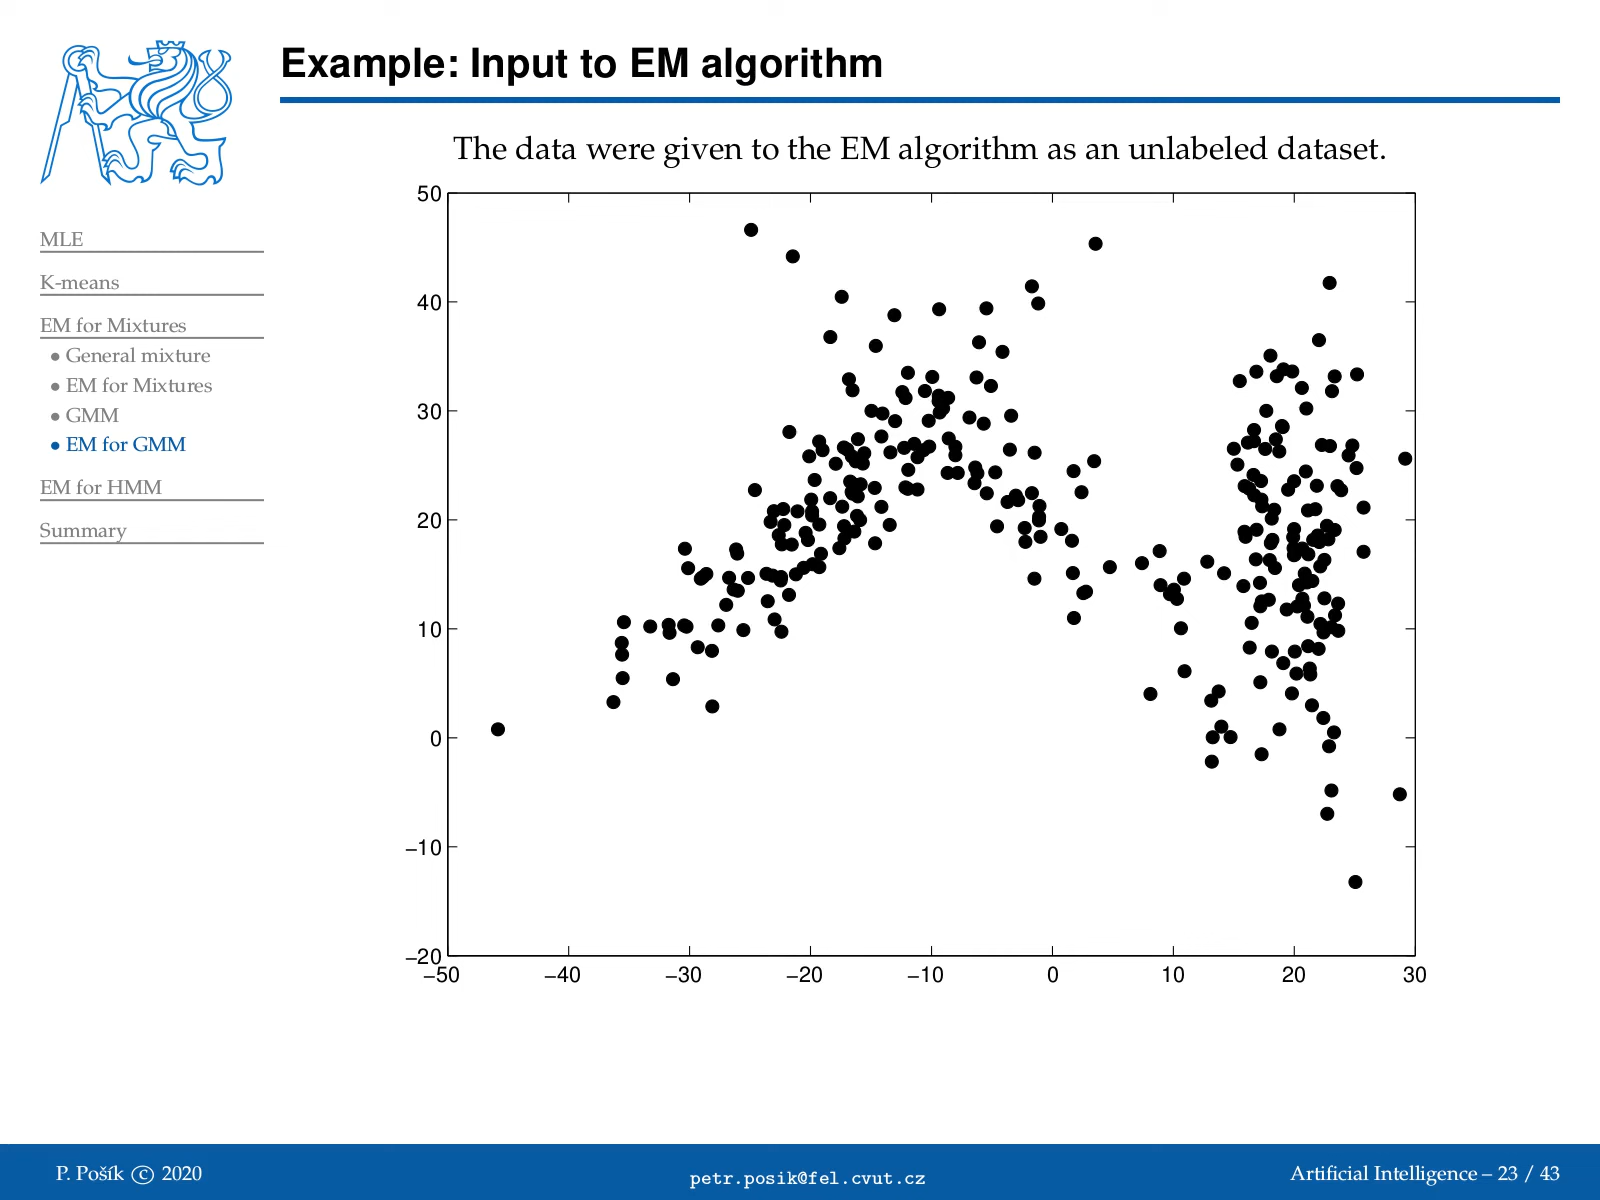 Example: Input to EM algorithm
The data were given to the EM algorithm as an unlabeled dataset.
MLE
K-means
EM for Mixtures
• General mixture
• EM for Mixtures
• GMM
• EM for GMM
EM for HMM
Summary
50
40
30
20
10
0
−10
−20
−50 −40 −30 −20 −10 0 10 20 30
P. Pošík © 2020
petr.posik@fel.cvut.cz
Artificial Intelligence – 23 / 43